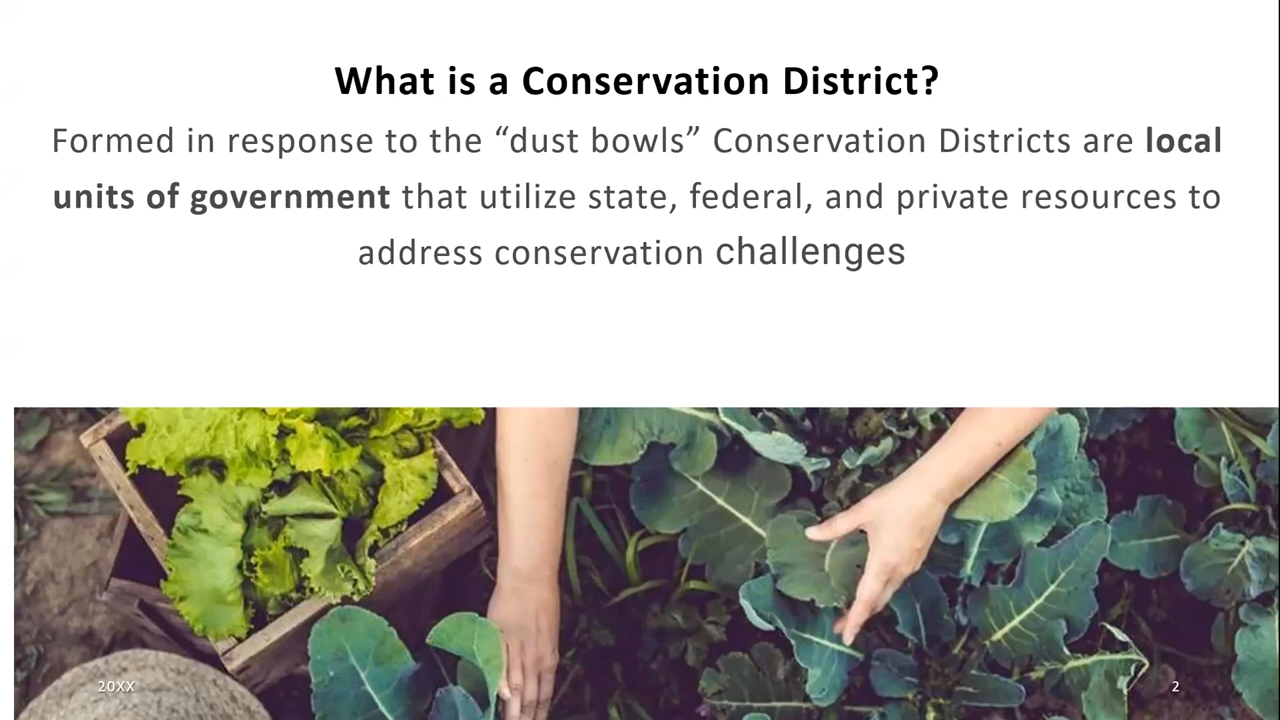 What is a Conservation District?
Formed in response to the “dust bowls” Conservation Districts are local
units of government that utilize state, federal, and private resources to
address conservation challenges
20XX
2